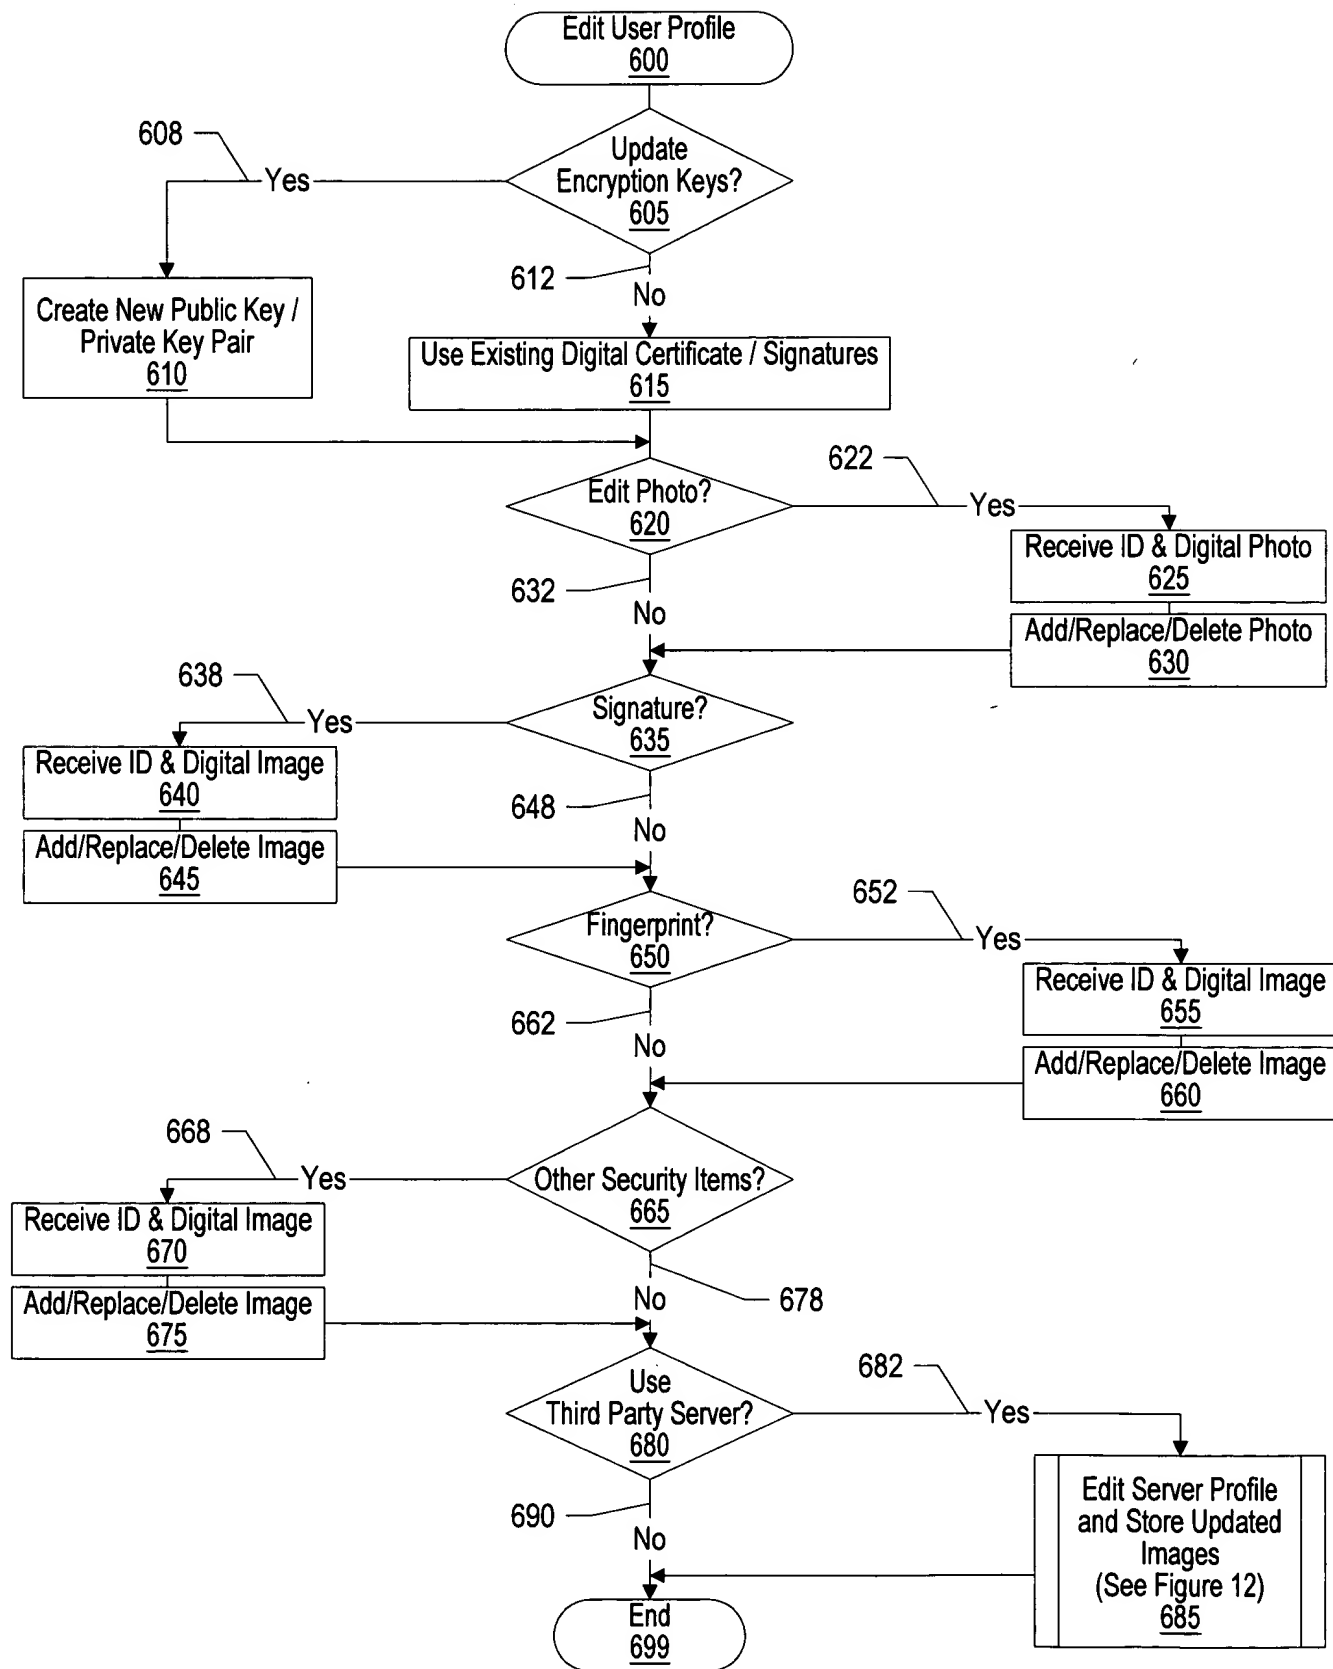 Edit User Profile
600
608
Yes
Update
Encryption Keys?
605
612
No
Create New Public Key /
Private Key Pair
610
Use Existing Digital Certificate / Signatures
615
622
Yes
Edit Photo?
620
Receive ID & Digital Photo
625
632
No
Add/Replace/Delete Photo
630
638
Yes
Signature?
635
Receive ID & Digital Image
640
648
No
Add/Replace/Delete Image
645
652
Yes
Fingerprint?
650
Receive ID & Digital Image
655
662
No
Add/Replace/Delete Image
660
668
Yes
Other Security Items?
665
Receive ID & Digital Image
670
678
No
Add/Replace/Delete Image
675
682
Yes
Use
Third Party Server?
680
690
No
Edit Server Profile
and Store Updated
Images
(See Figure 12)
685
End
699